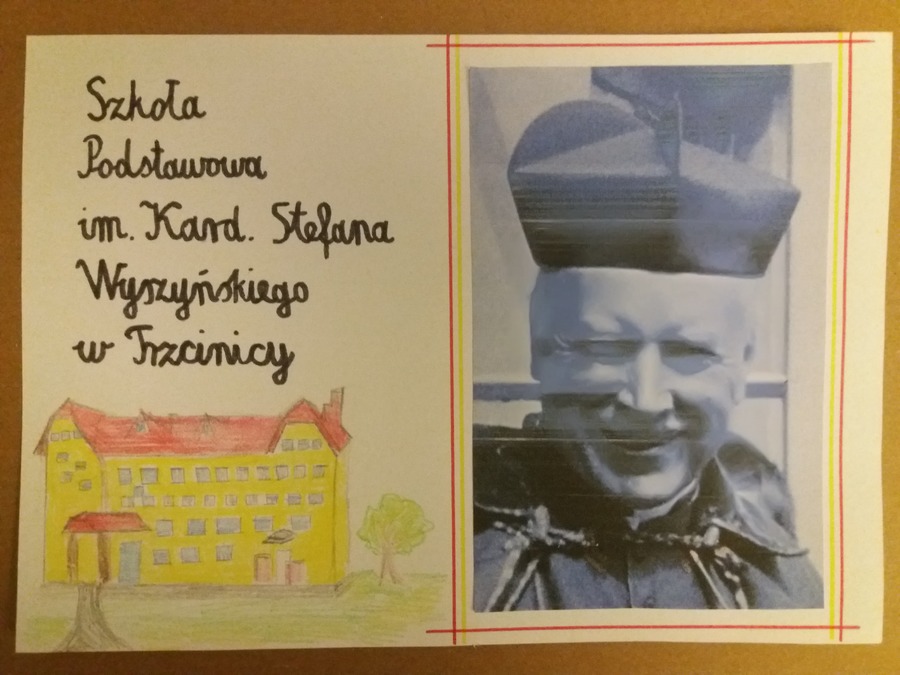 Szkoła
Podstawowa
im. Kard. Stefana
Wyszyńskiego
w Trzcinicy